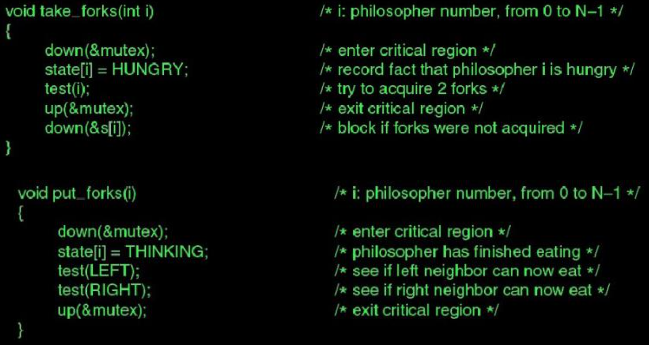 void take_forks(int i) /* i: philosopher number, from 0 to N–1 */
{
down(&mutex); /* enter critical region */
state[i] = HUNGRY; /* record fact that philosopher i is hungry */
test(i); /* try to acquire 2 forks */
up(&mutex); /* exit critical region */
down(&s[i]); /* block if forks were not acquired */
}
void put_forks(i) /* i: philosopher number, from 0 to N–1 */
{
down(&mutex); /* enter critical region */
state[i] = THINKING; /* philosopher has finished eating */
test(LEFT); /* see if left neighbor can now eat */
test(RIGHT); /* see if right neighbor can now eat */
up(&mutex); /* exit critical region */
}